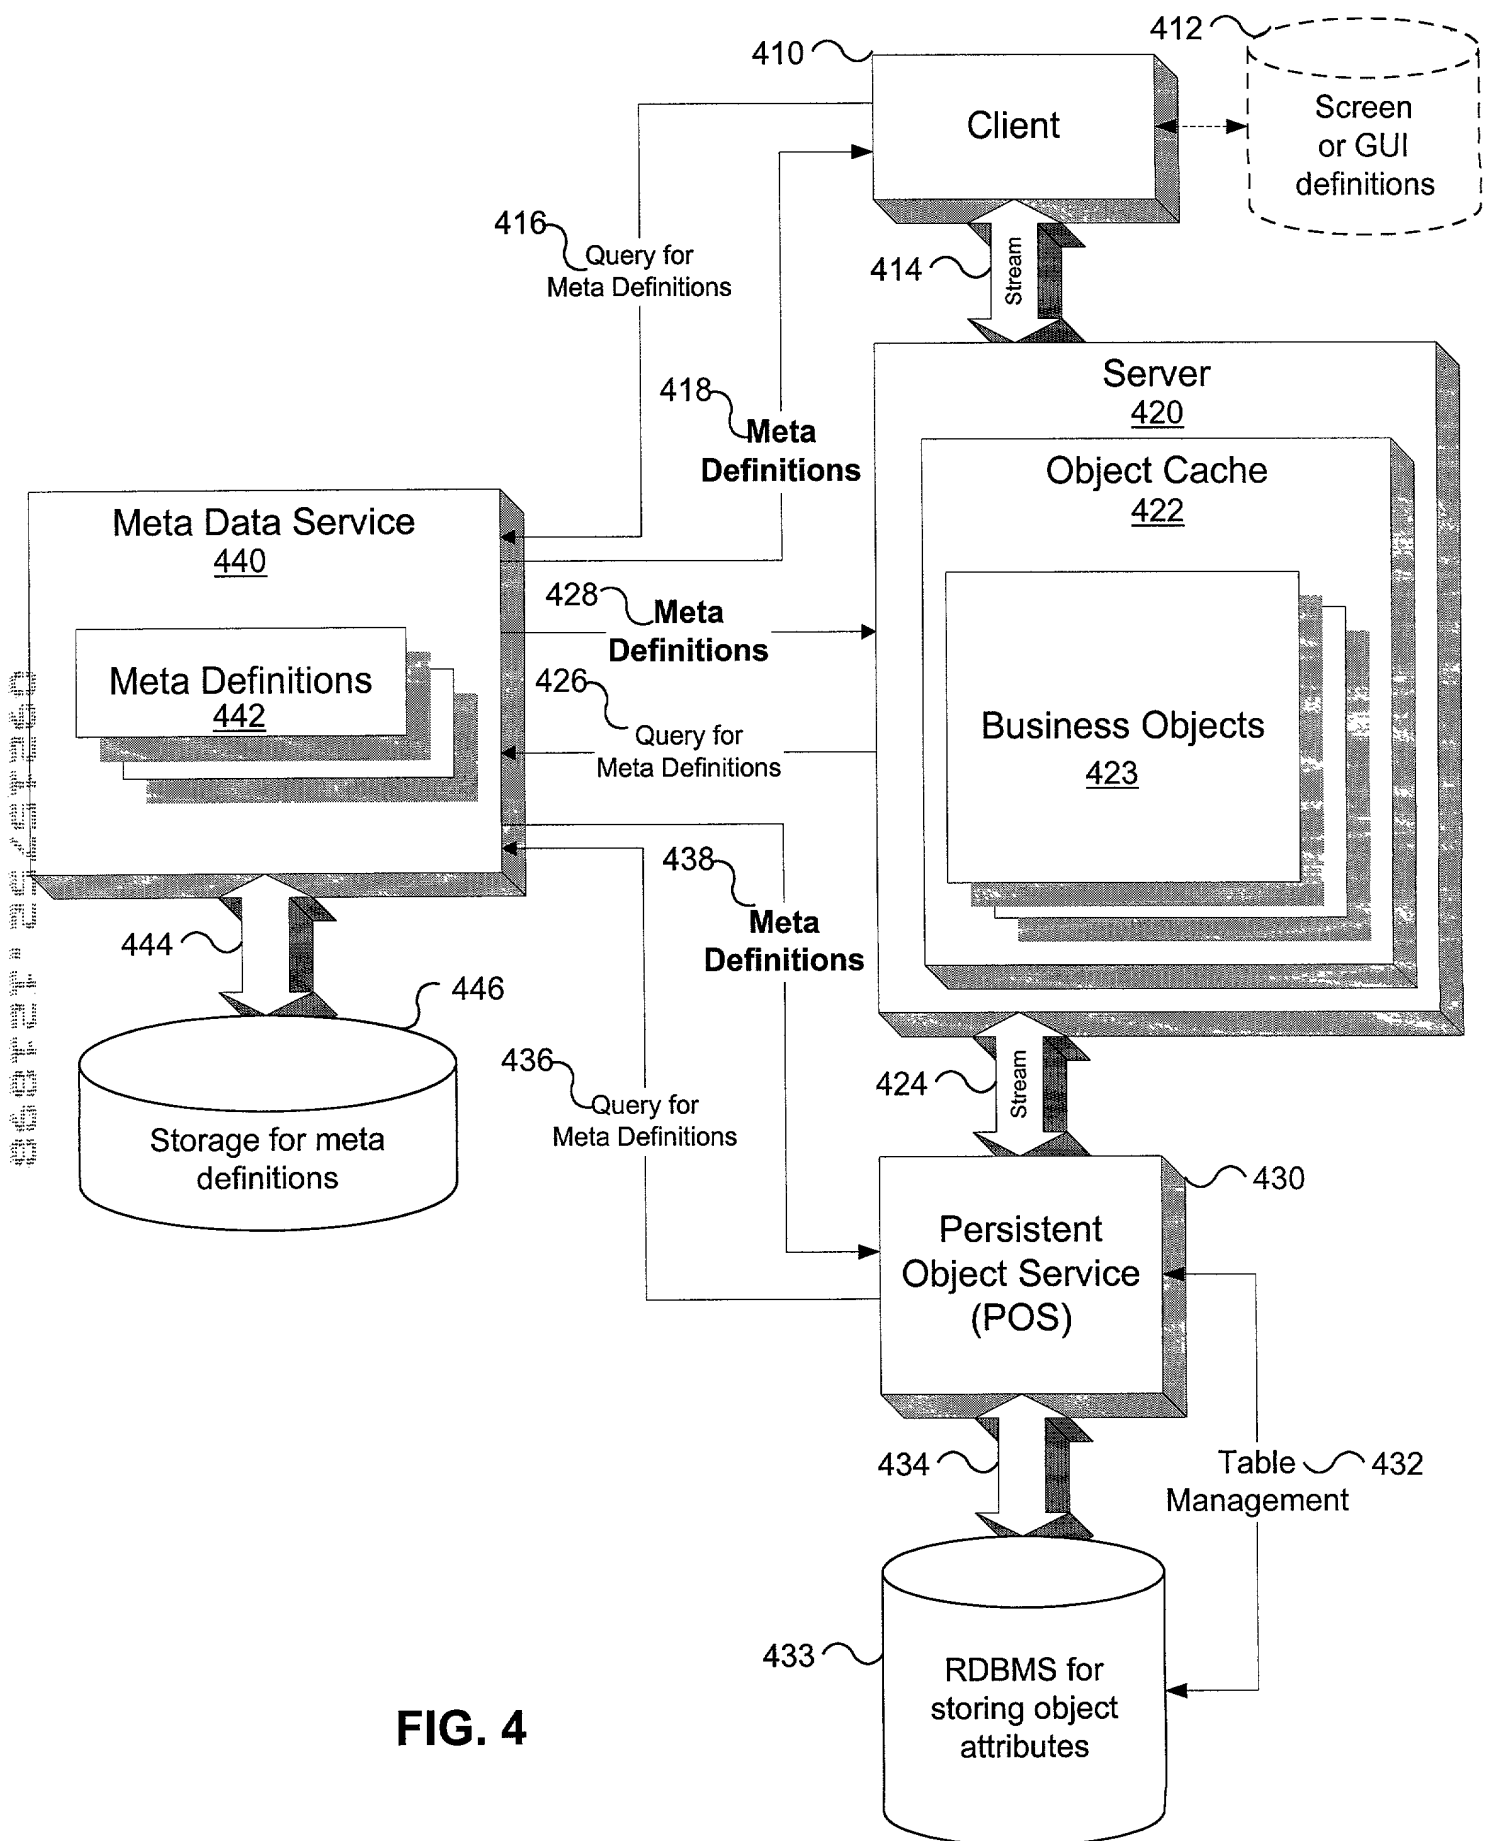 412
410
Client
Screen
or GUI
definitions
416
Query for
Meta Definitions
414
Stream
Server
420
418
Meta
Definitions
Object Cache
422
Meta Data Service
440
428
Meta
Definitions
Meta Definitions
442
426
Query for
Meta Definitions
Business Objects
423
438
Meta
Definitions
444
446
436
Query for
Meta Definitions
424
Stream
Storage for meta
definitions
430
Persistent
Object Service
(POS)
434
Table
Management
432
433
RDBMS for
storing object
attributes
FIG. 4